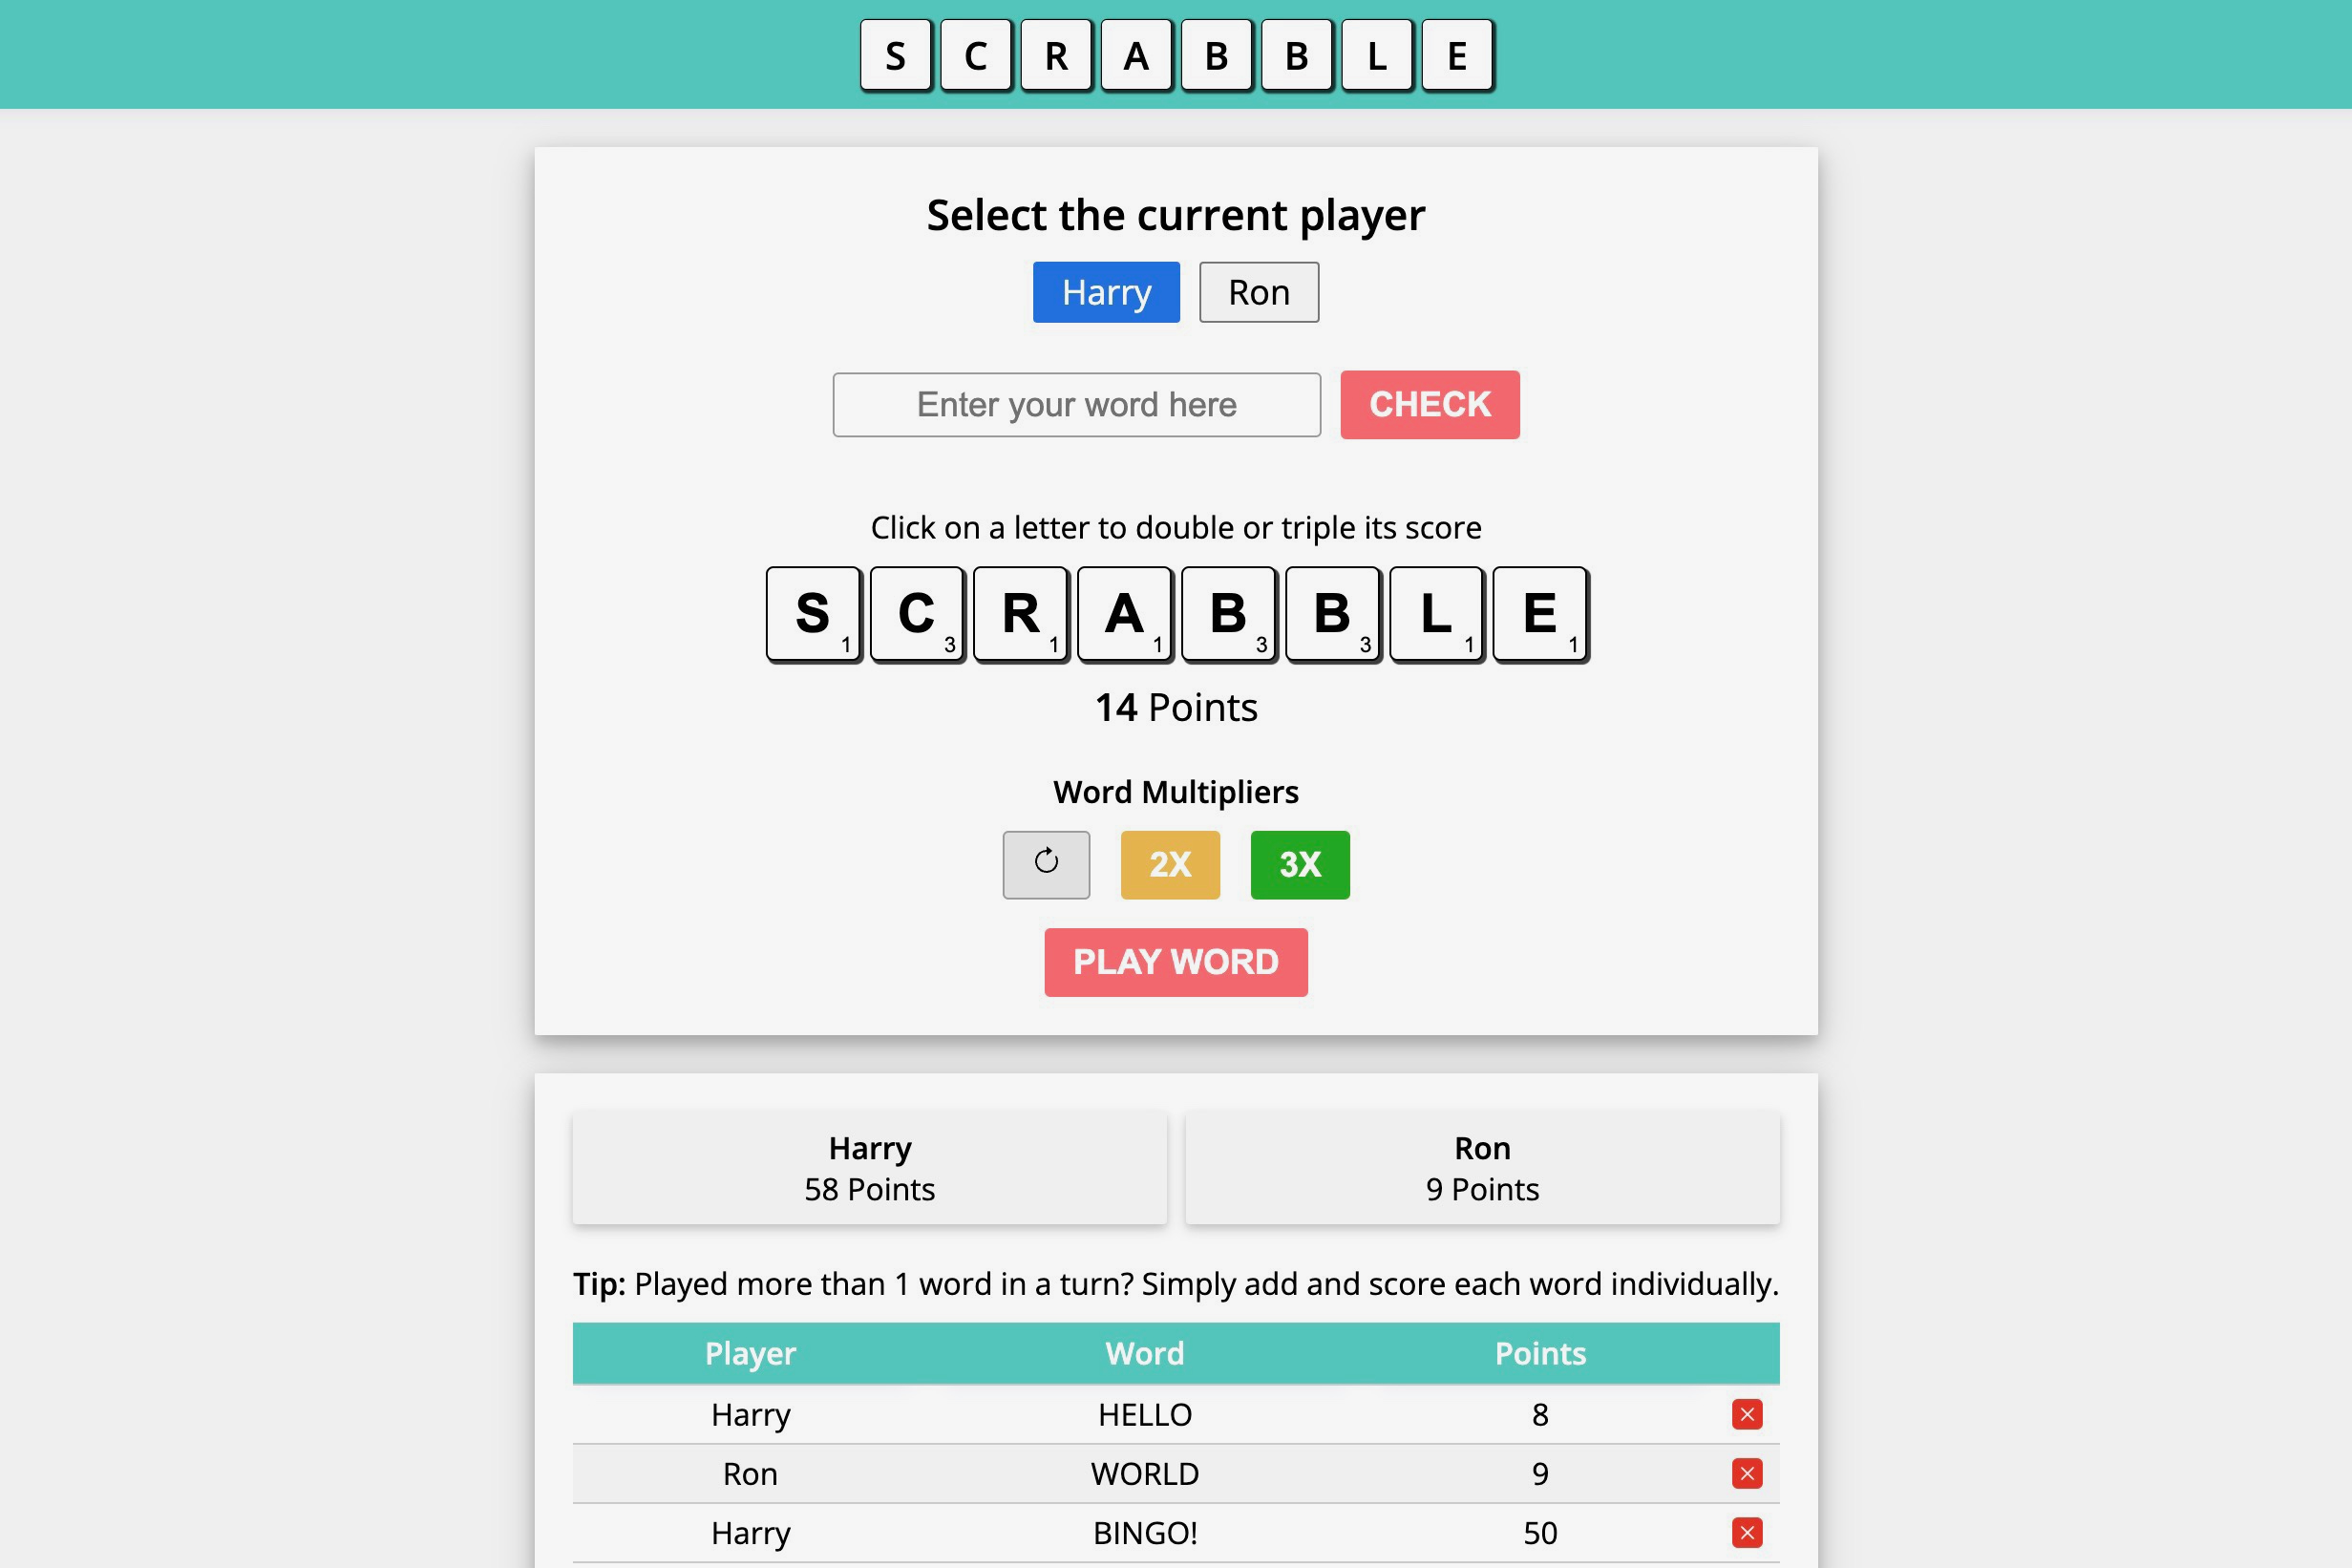 S C R A B B L E
Select the current player
Harry Ron
Enter your word here CHECK
Click on a letter to double or triple its score
S 1 C 3 R 1 A 1 B 3 B 3 L 1 E 1
14 Points
Word Multipliers
2X 3X
PLAY WORD
Harry Ron
58 Points 9 Points
Tip: Played more than 1 word in a turn? Simply add and score each word individually.
Player Word Points
Harry HELLO 8
Ron WORLD 9
Harry BINGO! 50